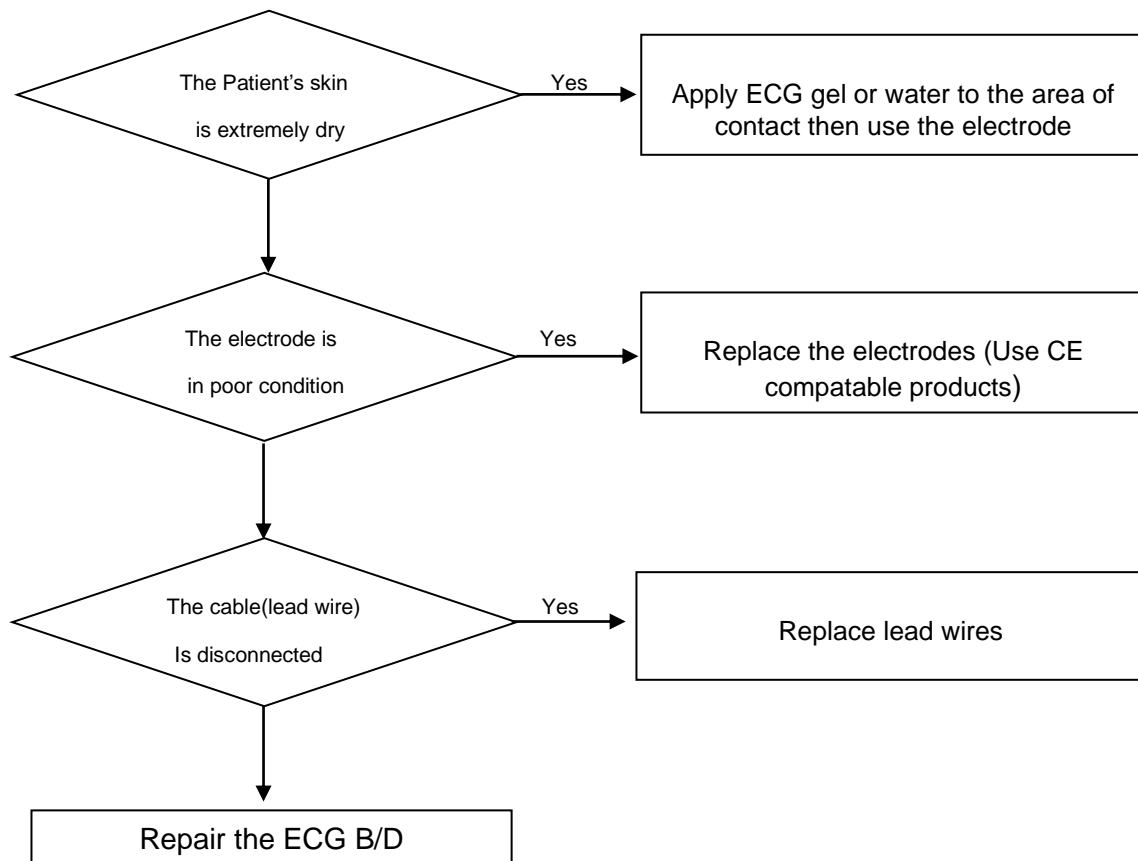 The Patient’s skin
is extremely dry
Yes
Apply ECG gel or water to the area of
contact then use the electrode
The electrode is
in poor condition
Yes
Replace the electrodes (Use CE
compatable products)
The cable(lead wire)
Is disconnected
Yes
Replace lead wires
Repair the ECG B/D